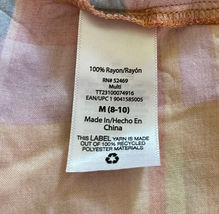 100% Rayon/Rayón
RN# 52469
Multi
TT23100074916
EAN/UPC 1 9041585005
M (8-10)
Made In/Hecho En
China
THIS LABEL YARN IS MADE
OUT OF 100% RECYCLED
POLYESTER MATERIALS